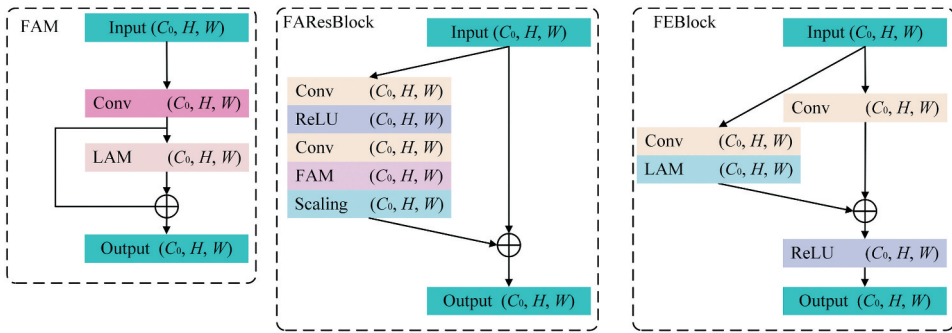 FAM
Input (C₀, H, W)
Conv (C₀, H, W)
LAM (C₀, H, W)
Output (C₀, H, W)
FAResBlock
Input (C₀, H, W)
Conv (C₀, H, W)
ReLU (C₀, H, W)
Conv (C₀, H, W)
FAM (C₀, H, W)
Scaling (C₀, H, W)
Output (C₀, H, W)
FEBlock
Input (C₀, H, W)
Conv (C₀, H, W)
Conv (C₀, H, W)
LAM (C₀, H, W)
ReLU (C₀, H, W)
Output (C₀, H, W)